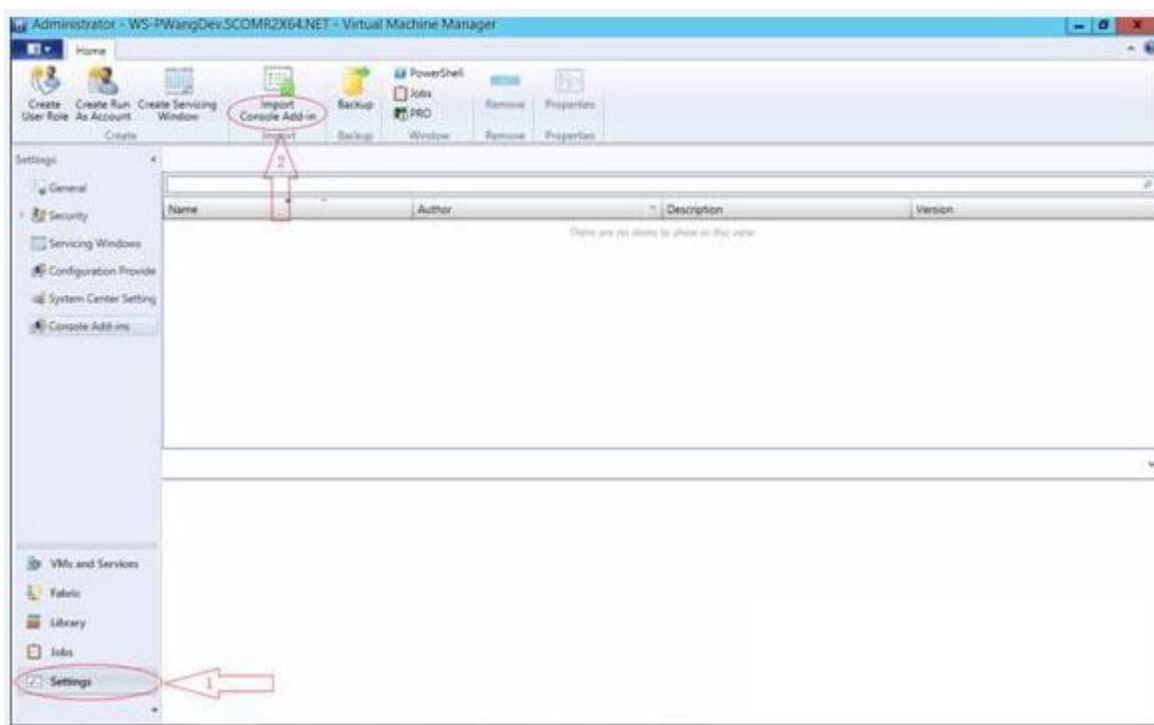 Administrator - WS-PWangDev.SCOMR2X64.NET - Virtual Machine Manager
Home
Create User Role
Create Run As Account
Create Servicing Window
Import Console Add-in
Backup
PowerShell
Jobs
PRO
Remove
Properties
Create
Import
Backup
Window
Remove
Properties
2
Settings
General
Security
Servicing Windows
Configuration Provide
System Center Setting
Console Add-ins
Name
Author
Description
Version
There are no items to show in this view
VMs and Services
Fabric
Library
Jobs
Settings
1